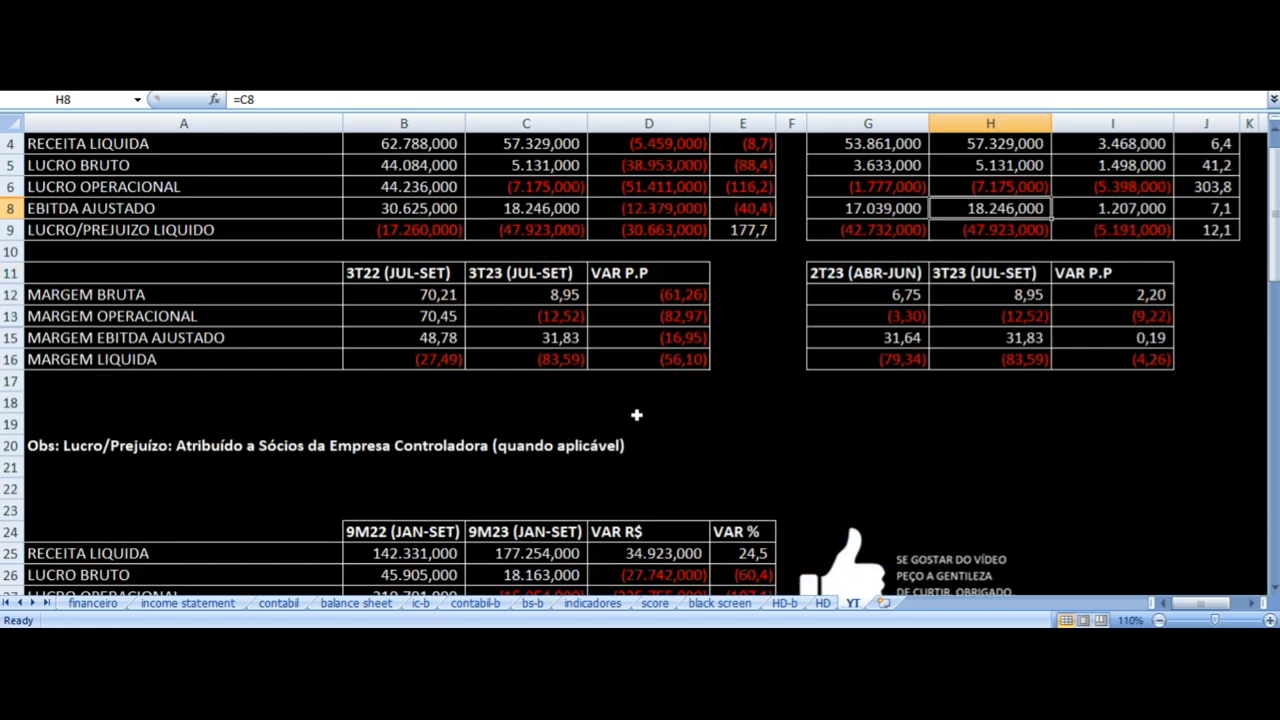 H8 =C8
A B C D E F G H I J K
4 RECEITA LIQUIDA 62.788,000 57.329,000 (5.459,000) (8,7) 53.861,000 57.329,000 3.468,000 6,4
5 LUCRO BRUTO 44.084,000 5.131,000 (38.953,000) (88,4) 3.633,000 5.131,000 1.498,000 41,2
6 LUCRO OPERACIONAL 44.236,000 (7.175,000) (51.411,000) (116,2) (1.777,000) (7.175,000) (5.398,000) 303,8
8 EBITDA AJUSTADO 30.625,000 18.246,000 (12.379,000) (40,4) 17.039,000 18.246,000 1.207,000 7,1
9 LUCRO/PREJUIZO LIQUIDO (17.260,000) (47.923,000) (30.663,000) 177,7 (42.732,000) (47.923,000) (5.191,000) 12,1
10
11 3T22 (JUL-SET) 3T23 (JUL-SET) VAR P.P 2T23 (ABR-JUN) 3T23 (JUL-SET) VAR P.P
12 MARGEM BRUTA 70,21 8,95 (61,26) 6,75 8,95 2,20
13 MARGEM OPERACIONAL 70,45 (12,52) (82,97) (3,30) (12,52) (9,22)
15 MARGEM EBITDA AJUSTADO 48,78 31,83 (16,95) 31,64 31,83 0,19
16 MARGEM LIQUIDA (27,49) (83,59) (56,10) (79,34) (83,59) (4,26)
17
18
19
20 Obs: Lucro/Prejuízo: Atribuído a Sócios da Empresa Controladora (quando aplicável)
21
22
23
24 9M22 (JAN-SET) 9M23 (JAN-SET) VAR R$ VAR %
25 RECEITA LIQUIDA 142.331,000 177.254,000 34.923,000 24,5
26 LUCRO BRUTO 45.905,000 18.163,000 (27.742,000) (60,4)
SE GOSTAR DO VÍDEO
PEÇO A GENTILEZA
DE CURTIR. OBRIGADO.
financeiro income statement contabil balance sheet ic-b contabil-b bs-b indicadores score black screen HD-b HD YT
Ready 110%